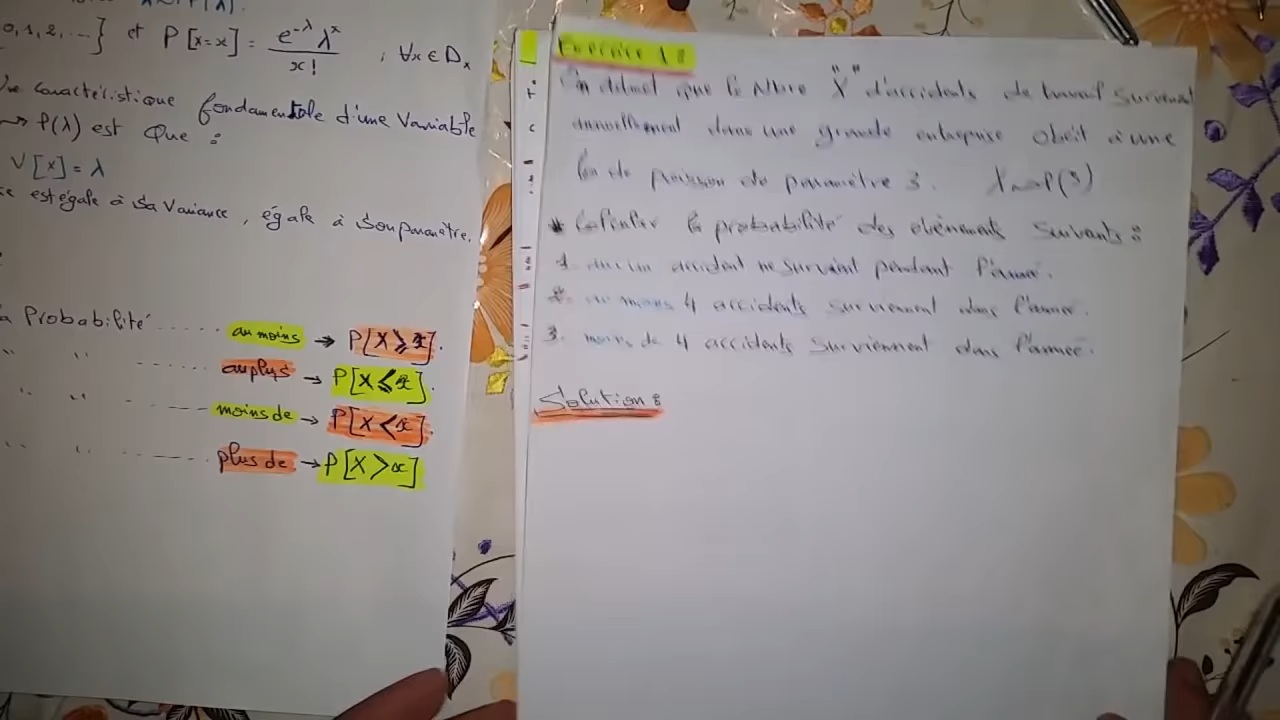 0, 1, 2, ...} et P[x=x] = e^-λ λ^x / x! ; ∀x ∈ Dx
caractéristique fondamentale d'une Variable
P(λ) est Que :
V[x] = λ
est égale à Sa Variance, égale à Son paramètre.
Probabilité ..... au moins → P[X ⩾ x].
" " ..... au plus → P[X ⩽ x].
" " ..... moins de → P[X < x].
" " ..... plus de → P[X > x]
Exercice 1 :
On admet que le Nbre "X" d'accidents de travail survenant
annuellement dans une grande entreprise obéit à une
loi de poisson de paramètre 3. X⇝P(3)
* Calculer la probabilité des evènements suivants :
1. aucun accident ne survient pendant l'année.
2. au moins 4 accidents surviennent dans l'année.
3. moins de 4 accidents surviennent dans l'année.
Solution :